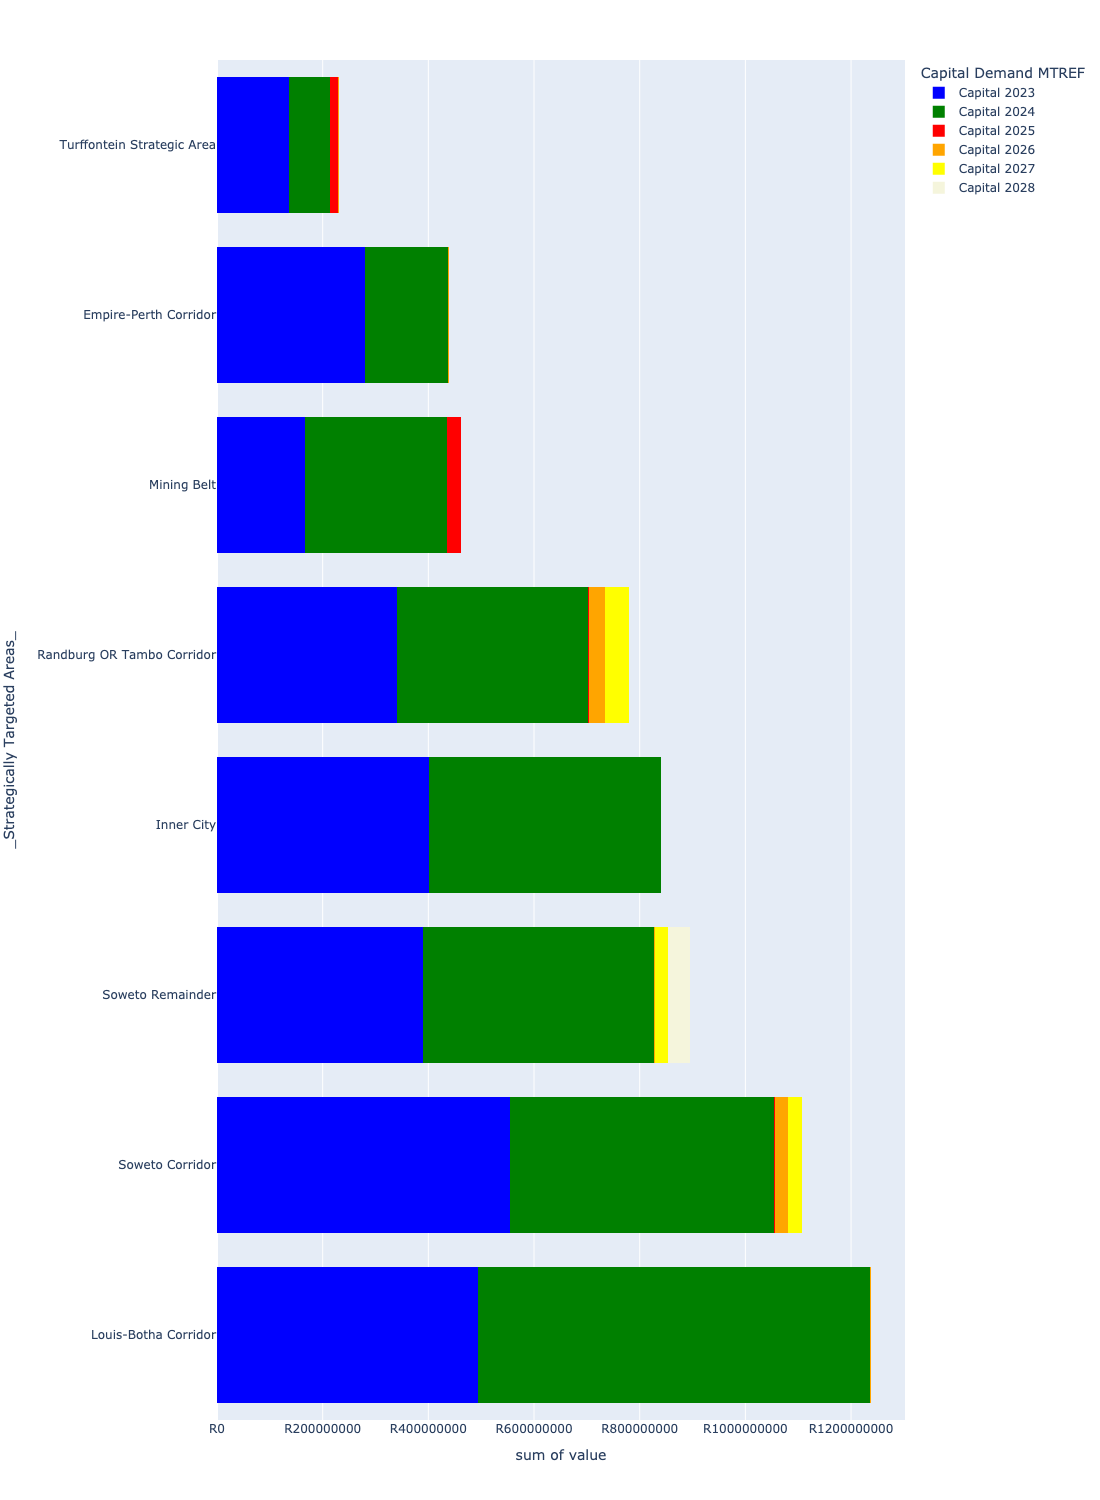 Capital Demand MTREF
Capital 2023
Capital 2024
Capital 2025
Capital 2026
Capital 2027
Capital 2028
_Strategically Targeted Areas_
Turffontein Strategic Area
Empire-Perth Corridor
Mining Belt
Randburg OR Tambo Corridor
Inner City
Soweto Remainder
Soweto Corridor
Louis-Botha Corridor
R0 R200000000 R400000000 R600000000 R800000000 R1000000000 R1200000000
sum of value